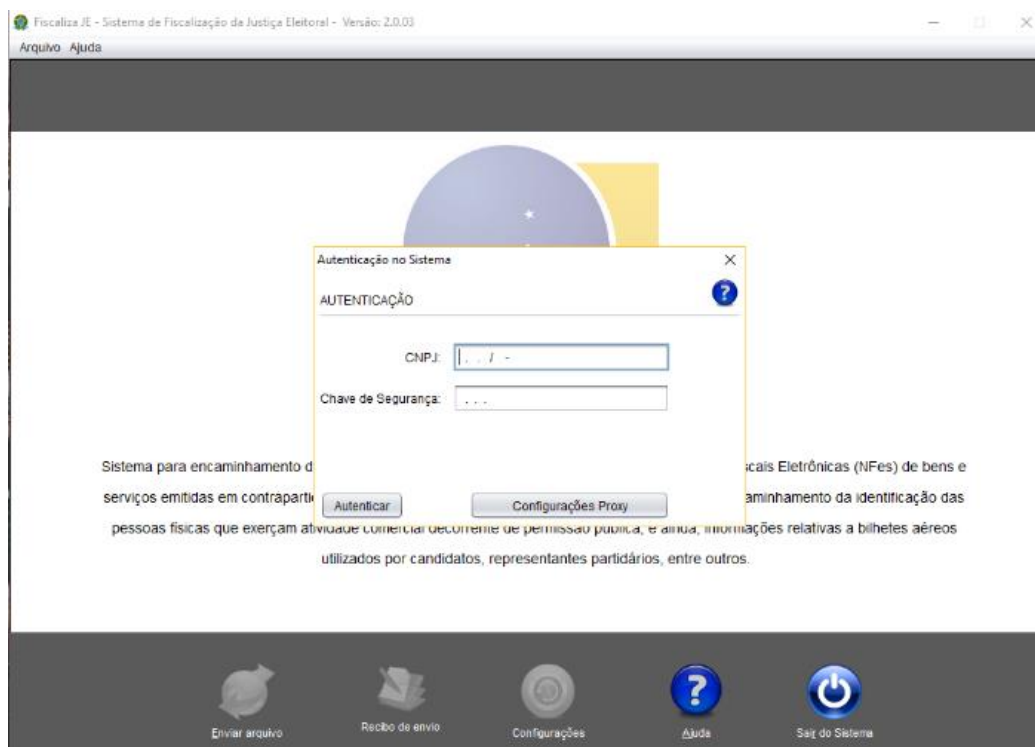 Fiscaliza JE - Sistema de Fiscalização da Justiça Eleitoral - Versão: 2.0.03
Arquivo Ajuda
Autenticação no Sistema
AUTENTICAÇÃO
CNPJ: . . / -
Chave de Segurança: . . .
Sistema para encaminhamento d
scais Eletrônicas (NFes) de bens e
serviços emitidas em contraparti
aminhamento da identificação das
Autenticar Configurações Proxy
pessoas físicas que exerçam atividade comercial decorrente de permissão pública, e ainda, informações relativas a bilhetes aéreos
utilizados por candidatos, representantes partidários, entre outros.
Enviar arquivo Recibo de envio Configurações Ajuda Sair do Sistema